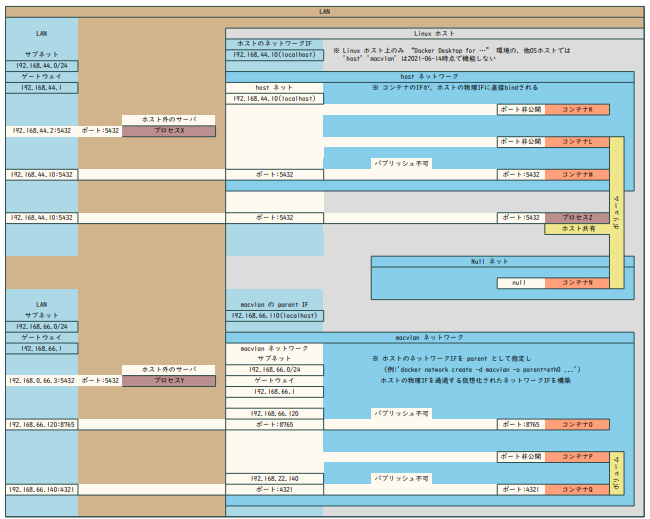 LAN
LAN
Linux ホスト
サブネット
ホストのネットワークIF
192.168.44.0/24
192.168.44.10(localhost)
※ Linux ホスト上のみ “Docker Desktop for …” 環境の、他OSホストでは
'host' 'macvlan' は2021-06-14時点で機能しない
ゲートウェイ
host ネットワーク
192.168.44.1
host ネット
※ コンテナのIFが、ホストの物理IFに直接bindされる
192.168.44.10(localhost)
ポート非公開
コンテナK
ホスト外のサーバ
192.168.44.2:5432
ポート:5432
プロセスX
ポート非公開
コンテナL
パブリッシュ不可
192.168.44.10:5432
ポート:5432
ポート:5432
コンテナM
192.168.44.10:5432
ポート:5432
ポート:5432
プロセスZ
ホスト共有
Null ネット
null
コンテナN
LAN
macvlan の parent IF
サブネット
192.168.66.110(localhost)
192.168.66.0/24
ゲートウェイ
macvlan ネットワーク
192.168.66.1
macvlan ネットワーク
サブネット
※ ホストのネットワークIFを parent として指定し
ホスト外のサーバ
192.168.66.0/24
(例:'docker network create -d macvlan -o parent=eth0 ...')
192.168.0.66.3:5432
ポート:5432
プロセスY
ゲートウェイ
ホストの物理IFを通過する仮想化されたネットワークIFを構築
192.168.66.1
192.168.66.120
パブリッシュ不可
192.168.66.120:8765
ポート:8765
ポート:8765
コンテナO
ポート非公開
コンテナP
192.168.22.140
パブリッシュ不可
192.168.66.140:4321
ポート:4321
ポート:4321
コンテナQ